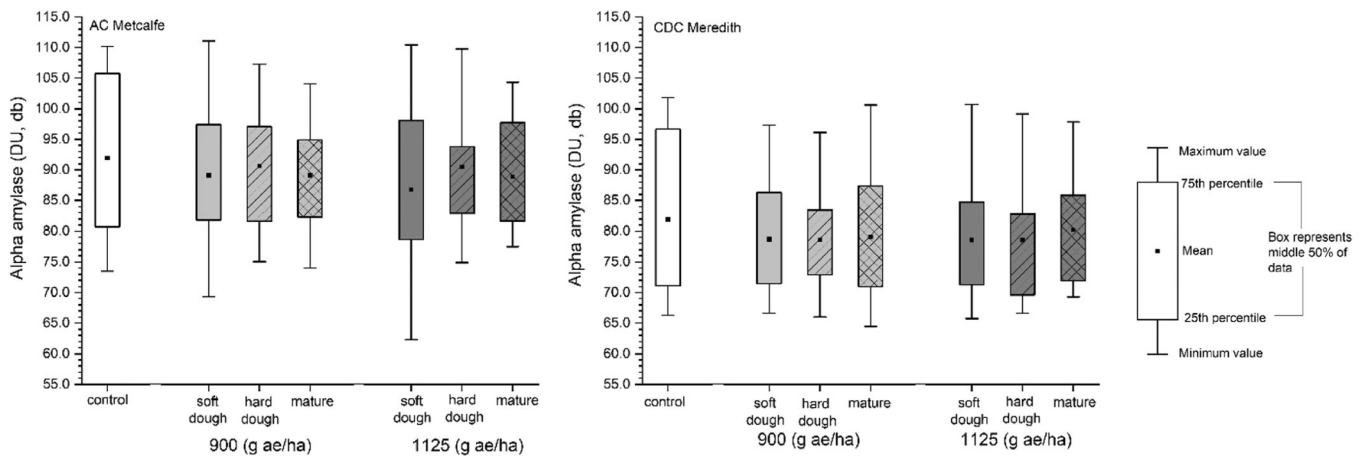 AC Metcalfe
Alpha amylase (DU, db)
115.0
110.0
105.0
100.0
95.0
90.0
85.0
80.0
75.0
70.0
65.0
60.0
55.0
control
soft
dough
hard
dough
mature
soft
dough
hard
dough
mature
900 (g ae/ha)
1125 (g ae/ha)
CDC Meredith
Alpha amylase (DU, db)
115.0
110.0
105.0
100.0
95.0
90.0
85.0
80.0
75.0
70.0
65.0
60.0
55.0
control
soft
dough
hard
dough
mature
soft
dough
hard
dough
mature
900 (g ae/ha)
1125 (g ae/ha)
Maximum value
75th percentile
Mean
Box represents
middle 50% of
data
25th percentile
Minimum value